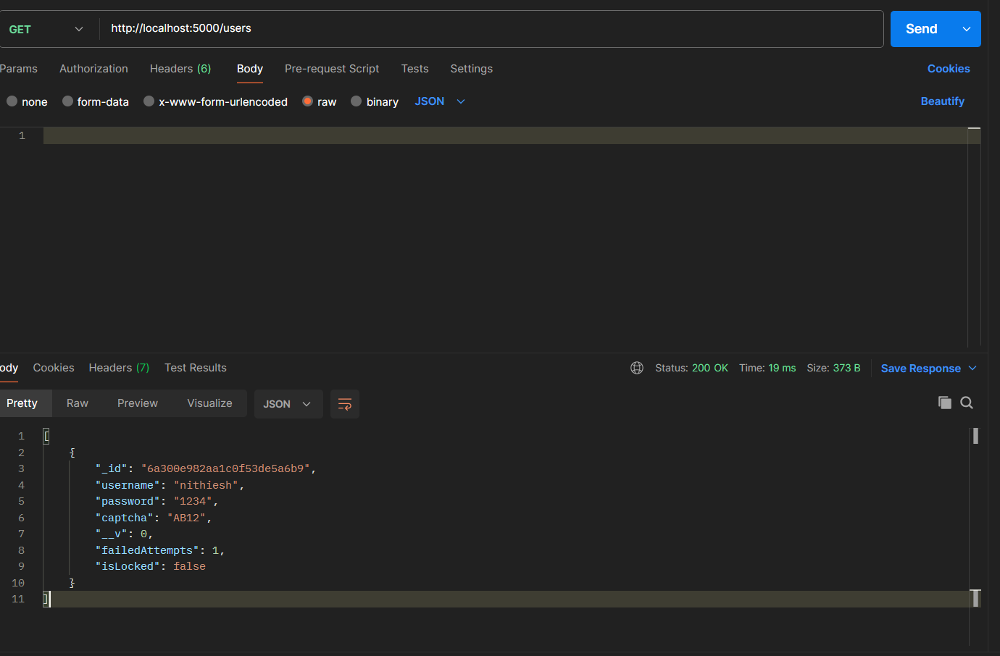 GET http://localhost:5000/users Send
Params Authorization Headers (6) Body Pre-request Script Tests Settings Cookies
none form-data x-www-form-urlencoded raw binary JSON Beautify
1
ody Cookies Headers (7) Test Results Status: 200 OK Time: 19 ms Size: 373 B Save Response
Pretty Raw Preview Visualize JSON
1 [
2 {
3 "_id": "6a300e982aa1c0f53de5a6b9",
4 "username": "nithiesh",
5 "password": "1234",
6 "captcha": "AB12",
7 "__v": 0,
8 "failedAttempts": 1,
9 "isLocked": false
10 }
11 ]